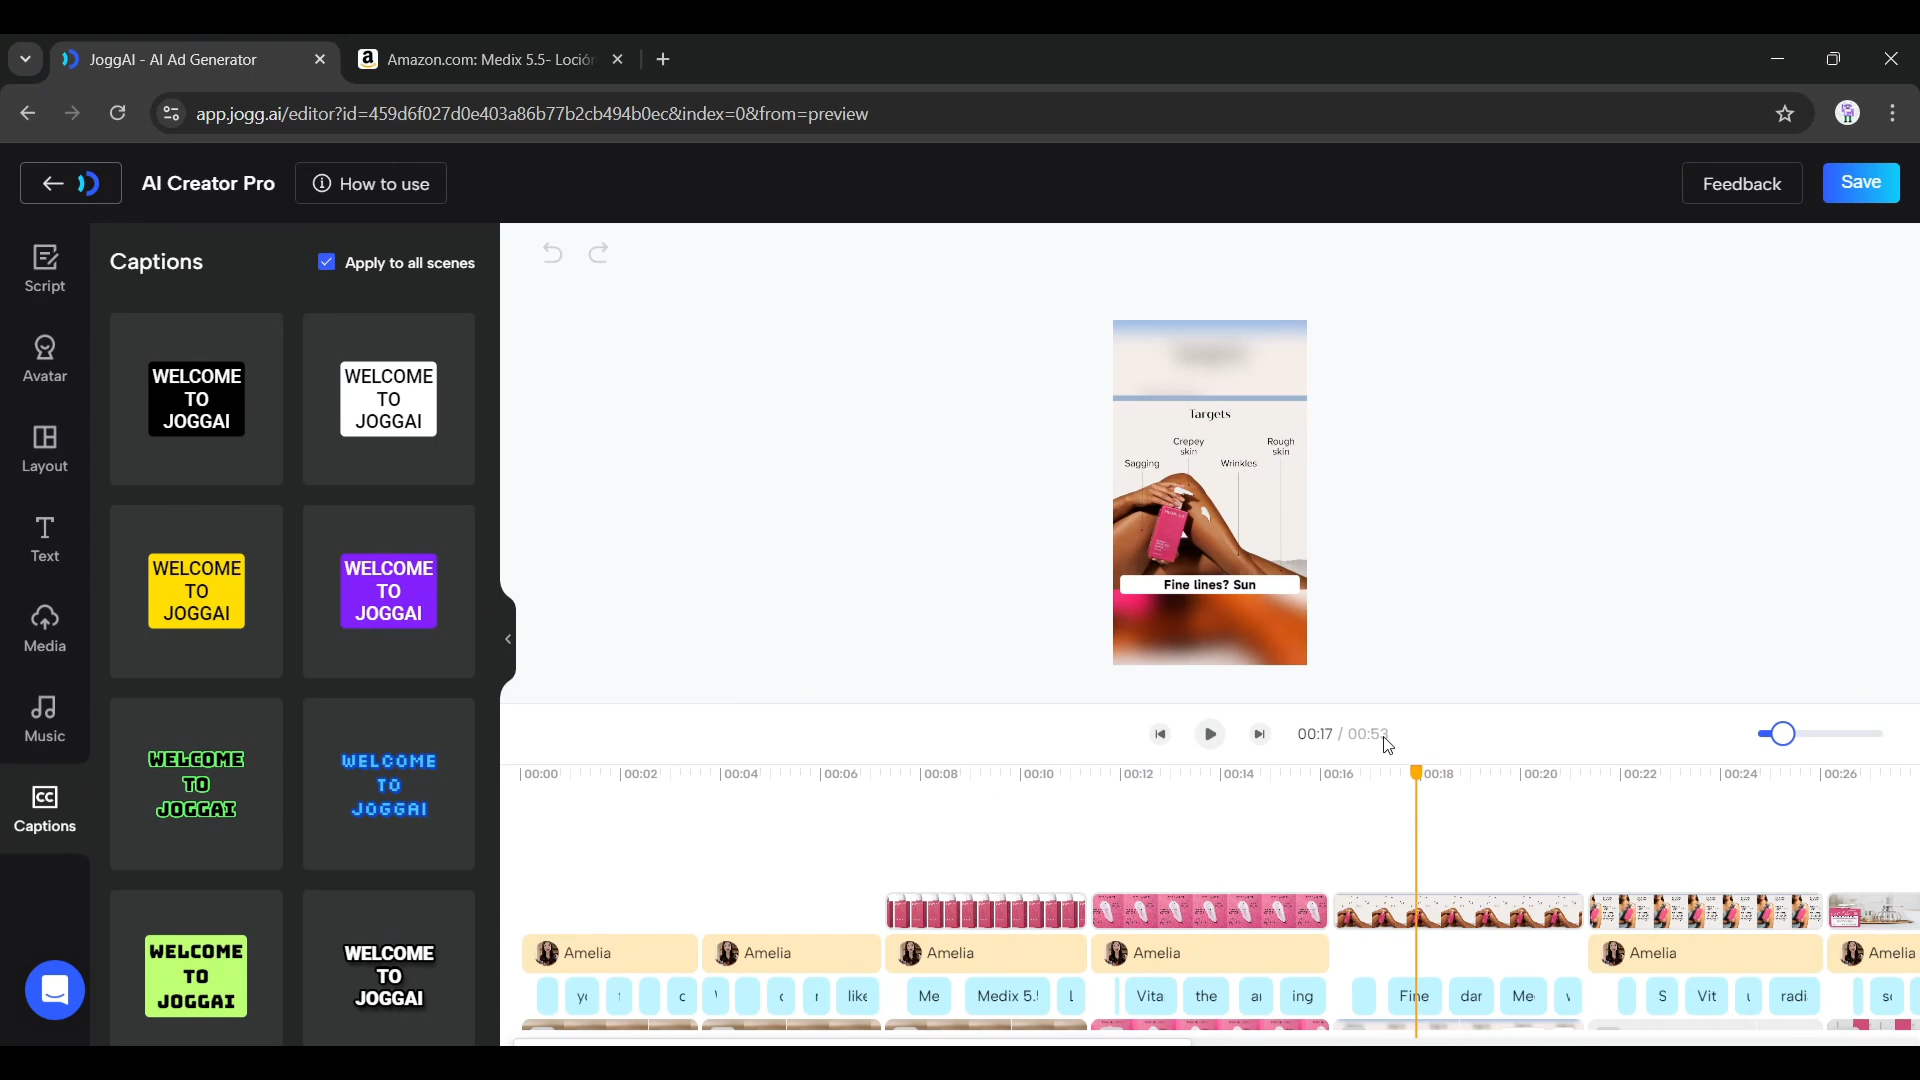 JoggAI - AI Ad Generator
Amazon.com: Medix 5.5- Loción
app.jogg.ai/editor?id=459d6f027d0e403a86b77b2cb494b0ec&index=0&from=preview
AI Creator Pro
How to use
Feedback
Save
Script
Avatar
Layout
Text
Media
Music
Captions
Captions
Apply to all scenes
WELCOME
TO
JOGGAI
WELCOME
TO
JOGGAI
WELCOME
TO
JOGGAI
WELCOME
TO
JOGGAI
WELCOME
TO
JOGGAI
WELCOME
TO
JOGGAI
WELCOME
TO
JOGGAI
WELCOME
TO
JOGGAI
Targets
Crepey
skin
Rough
skin
Sagging
Wrinkles
Fine lines? Sun
00:17 / 00:53
00:00 00:02 00:04 00:06 00:08 00:10 00:12 00:14 00:16 00:18 00:20 00:22 00:24 00:26
Amelia Amelia Amelia Amelia Amelia Amelia
like Me Medix 5. Vita the ing Fine dar Me S Vit radi